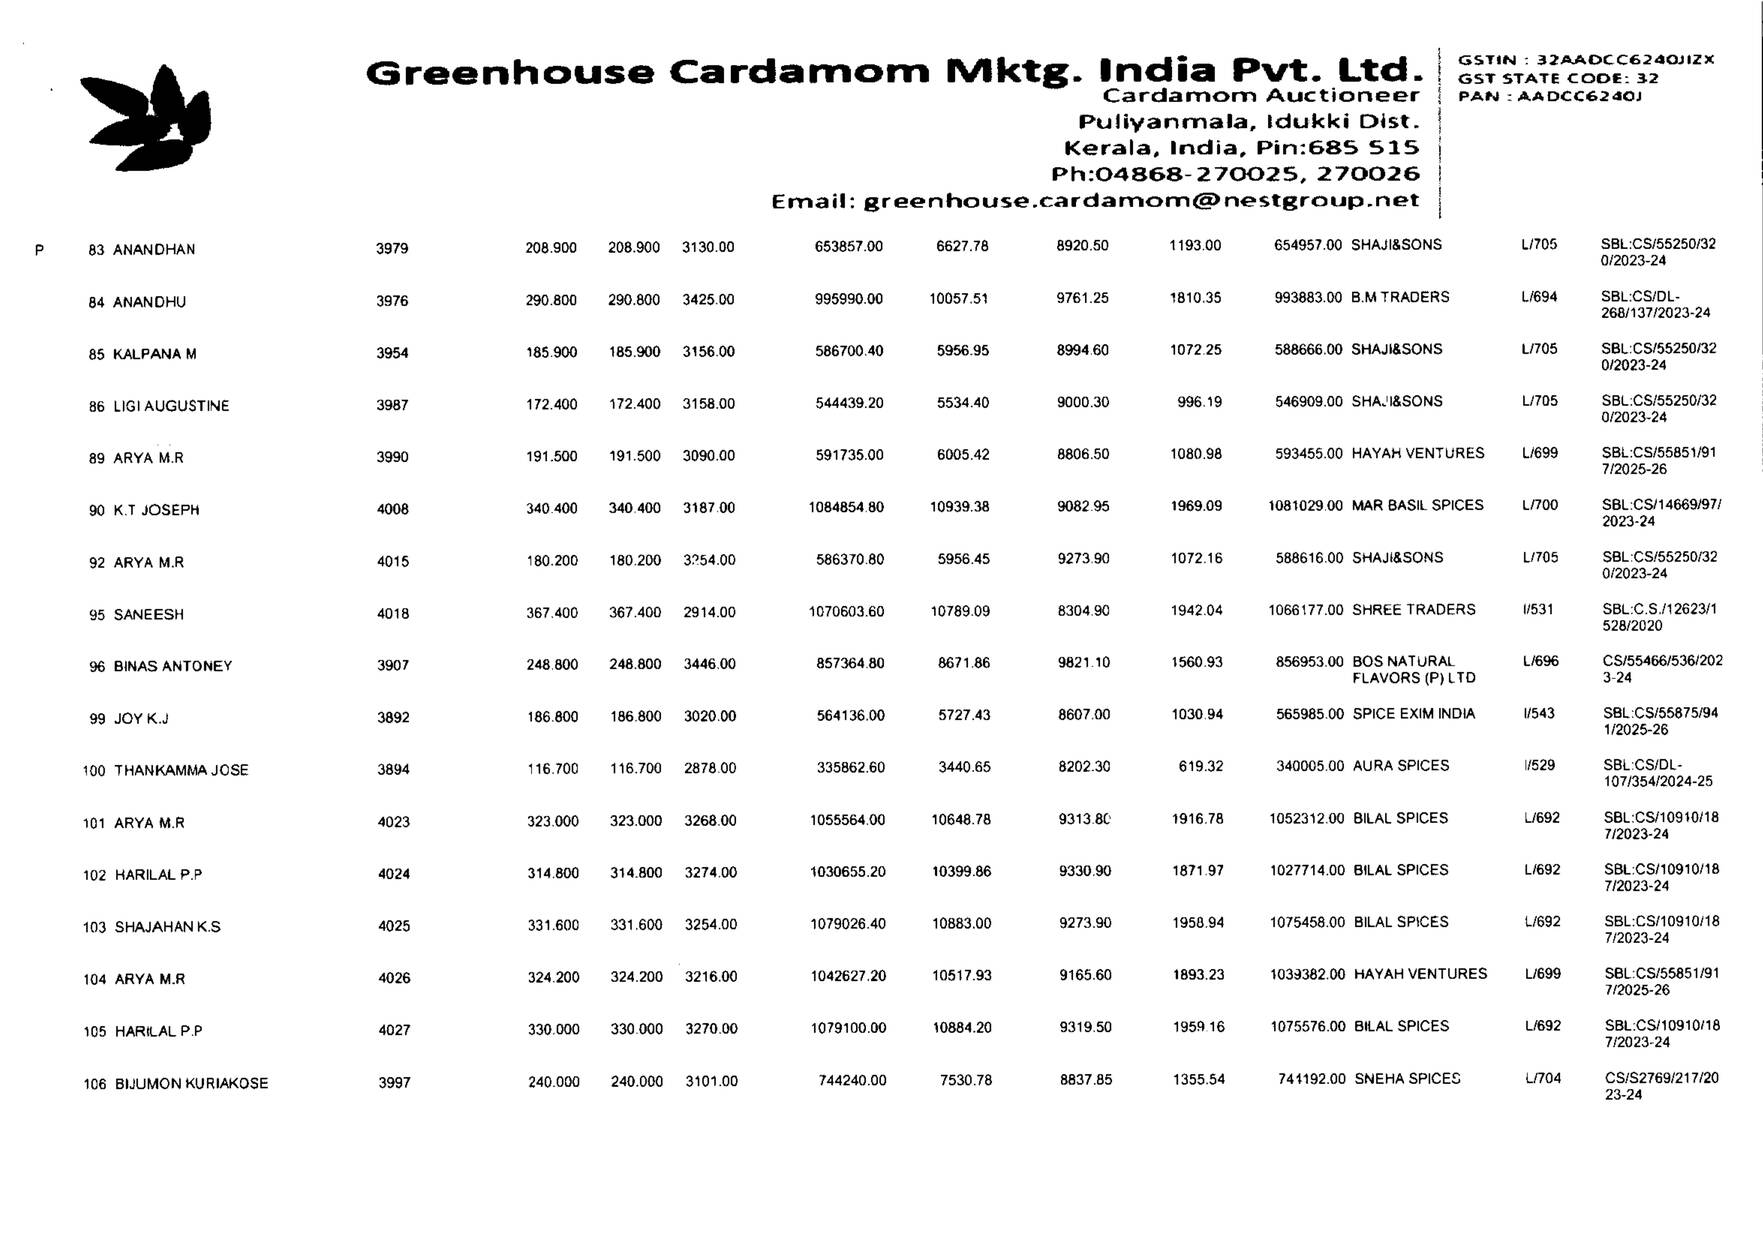 Greenhouse Cardamom Mktg. India Pvt. Ltd.
Cardamom Auctioneer
Puliyanmala, Idukki Dist.
Kerala, India, Pin:685 515
Ph:04868-270025, 270026
Email: greenhouse.cardamom@nestgroup.net
GSTIN : 32AADCC6240J1ZX
GST STATE CODE: 32
PAN : AADCC6240J
P 83 ANANDHAN 3979 208.900 208.900 3130.00 653857.00 6627.78 8920.50 1193.00 654957.00 SHAJI&SONS L/705 SBL:CS/55250/32
0/2023-24
84 ANANDHU 3976 290.800 290.800 3425.00 995990.00 10057.51 9761.25 1810.35 993883.00 B.M TRADERS L/694 SBL:CS/DL-
268/137/2023-24
85 KALPANA M 3954 185.900 185.900 3156.00 586700.40 5956.95 8994.60 1072.25 588666.00 SHAJI&SONS L/705 SBL:CS/55250/32
0/2023-24
86 LIGI AUGUSTINE 3987 172.400 172.400 3158.00 544439.20 5534.40 9000.30 996.19 546909.00 SHAJI&SONS L/705 SBL:CS/55250/32
0/2023-24
89 ARYA M.R 3990 191.500 191.500 3090.00 591735.00 6005.42 8806.50 1080.98 593455.00 HAYAH VENTURES L/699 SBL:CS/55851/91
7/2025-26
90 K.T JOSEPH 4008 340.400 340.400 3187.00 1084854.80 10939.38 9082.95 1969.09 1081029.00 MAR BASIL SPICES L/700 SBL:CS/14669/97/
2023-24
92 ARYA M.R 4015 180.200 180.200 3254.00 586370.80 5956.45 9273.90 1072.16 588616.00 SHAJI&SONS L/705 SBL:CS/55250/32
0/2023-24
95 SANEESH 4018 367.400 367.400 2914.00 1070603.60 10789.09 8304.90 1942.04 1066177.00 SHREE TRADERS I/531 SBL:C.S./12623/1
528/2020
96 BINAS ANTONEY 3907 248.800 248.800 3446.00 857364.80 8671.86 9821.10 1560.93 856953.00 BOS NATURAL L/696 CS/55466/536/202
FLAVORS (P) LTD 3-24
99 JOY K.J 3892 186.800 186.800 3020.00 564136.00 5727.43 8607.00 1030.94 565985.00 SPICE EXIM INDIA I/543 SBL:CS/55875/94
1/2025-26
100 THANKAMMA JOSE 3894 116.700 116.700 2878.00 335862.60 3440.65 8202.30 619.32 340005.00 AURA SPICES I/529 SBL:CS/DL-
107/354/2024-25
101 ARYA M.R 4023 323.000 323.000 3268.00 1055564.00 10648.78 9313.80 1916.78 1052312.00 BILAL SPICES L/692 SBL:CS/10910/18
7/2023-24
102 HARILAL P.P 4024 314.800 314.800 3274.00 1030655.20 10399.86 9330.90 1871.97 1027714.00 BILAL SPICES L/692 SBL:CS/10910/18
7/2023-24
103 SHAJAHAN K.S 4025 331.600 331.600 3254.00 1079026.40 10883.00 9273.90 1958.94 1075458.00 BILAL SPICES L/692 SBL:CS/10910/18
7/2023-24
104 ARYA M.R 4026 324.200 324.200 3216.00 1042627.20 10517.93 9165.60 1893.23 1039382.00 HAYAH VENTURES L/699 SBL:CS/55851/91
7/2025-26
105 HARILAL P.P 4027 330.000 330.000 3270.00 1079100.00 10884.20 9319.50 1959.16 1075576.00 BILAL SPICES L/692 SBL:CS/10910/18
7/2023-24
106 BIJUMON KURIAKOSE 3997 240.000 240.000 3101.00 744240.00 7530.78 8837.85 1355.54 741192.00 SNEHA SPICES L/704 CS/S2769/217/20
23-24